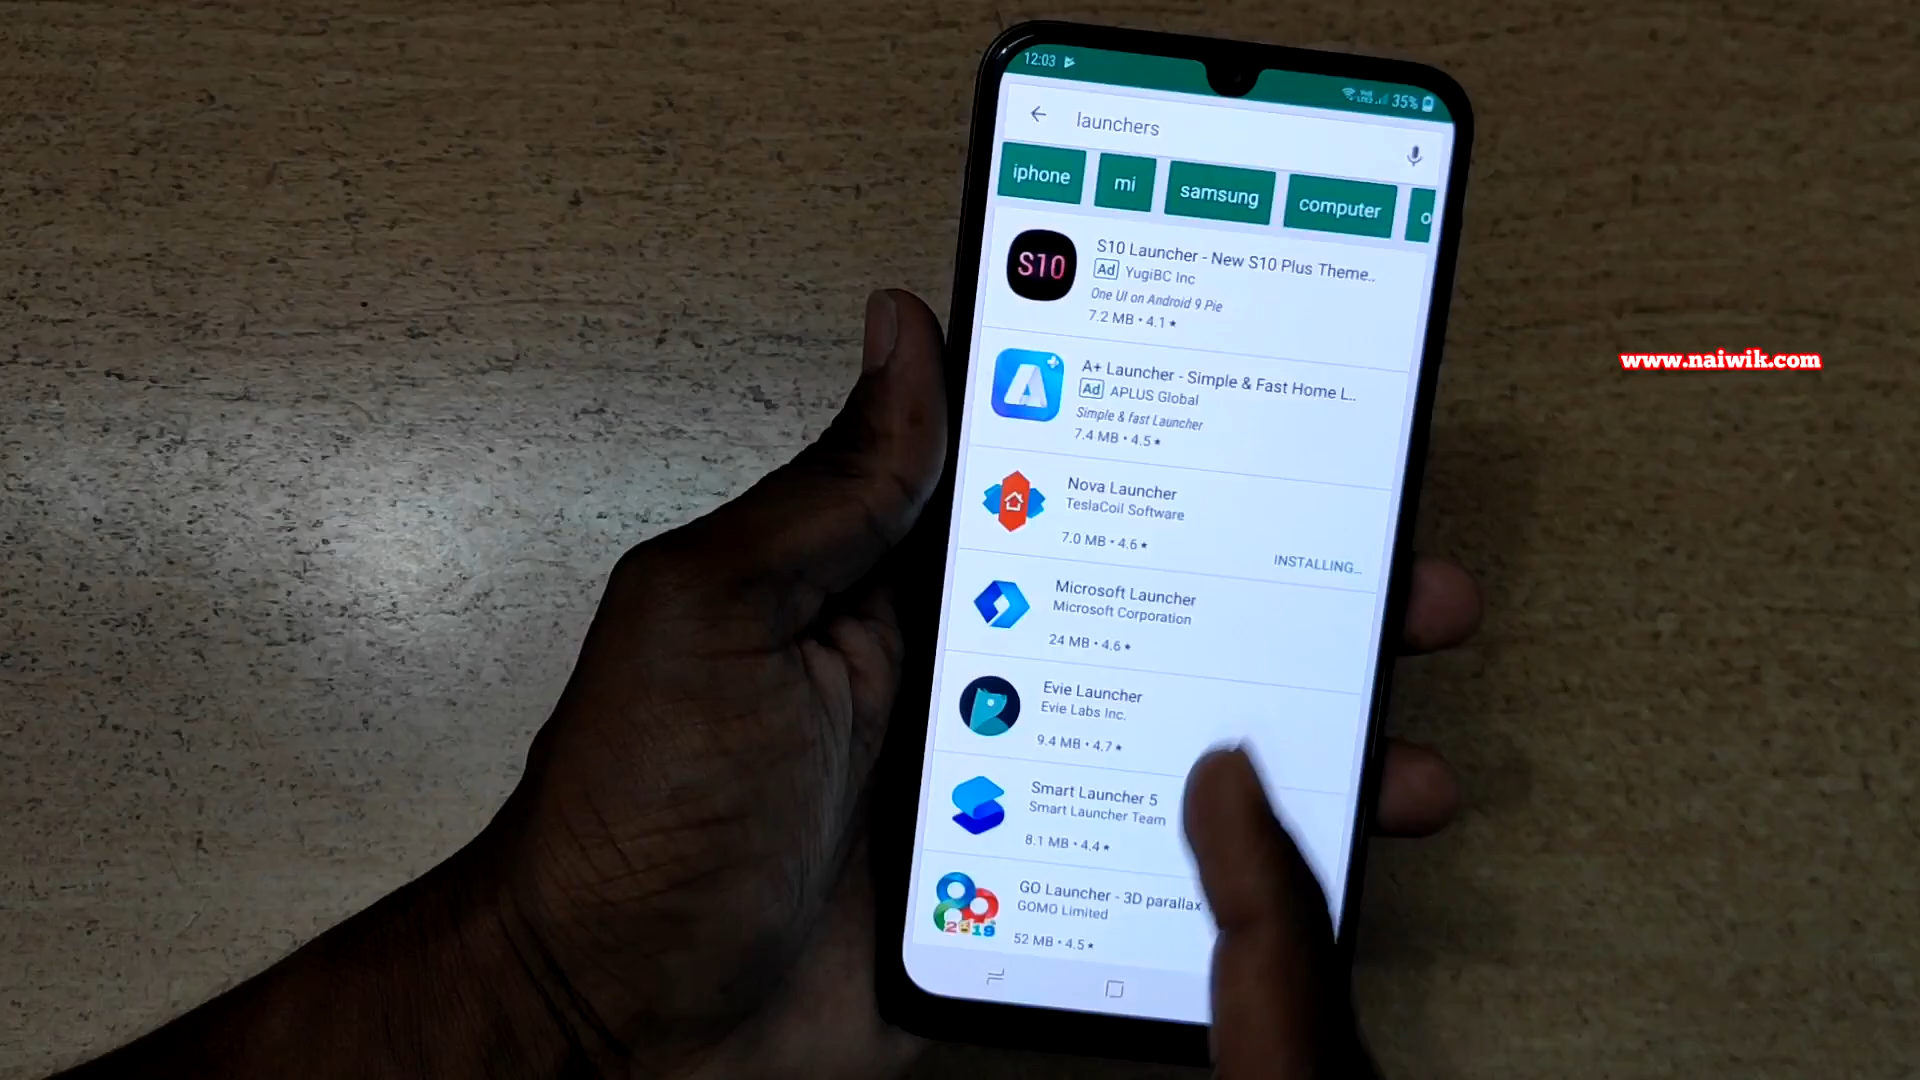 12:03
35%
launchers
iphone
mi
samsung
computer
S10
S10 Launcher - New S10 Plus Theme..
Ad YugiBC Inc
One UI on Android 9 Pie
7.2 MB • 4.1 ★
A+ Launcher - Simple & Fast Home L..
Ad APLUS Global
Simple & fast Launcher
7.4 MB • 4.5 ★
Nova Launcher
TeslaCoil Software
7.0 MB • 4.6 ★
INSTALLING...
Microsoft Launcher
Microsoft Corporation
24 MB • 4.6 ★
Evie Launcher
Evie Labs Inc.
9.4 MB • 4.7 ★
Smart Launcher 5
Smart Launcher Team
8.1 MB • 4.4 ★
GO Launcher - 3D parallax
GOMO Limited
2019
52 MB • 4.5 ★
www.naiwik.com